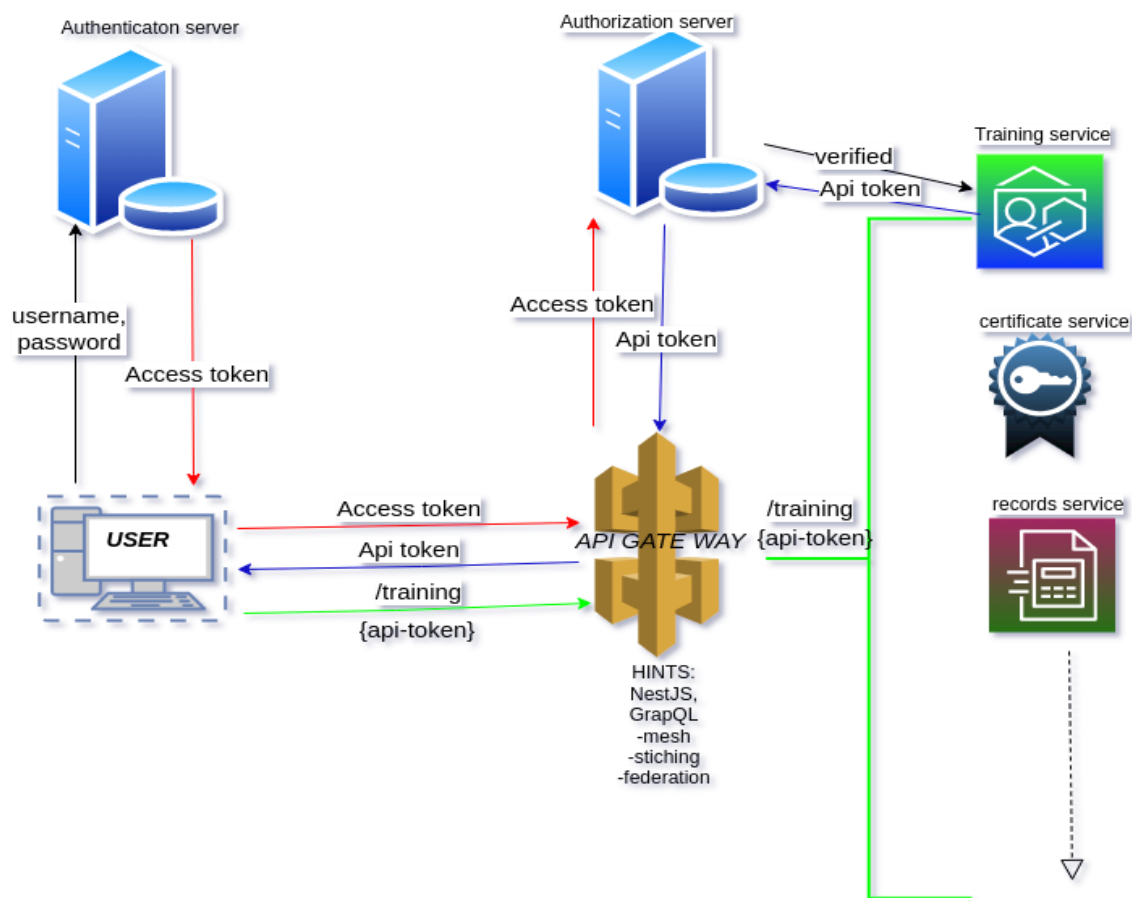 Authenticaton server
Authorization server
Training service
verified
Api token
username,
password
Access token
Access token
Api token
certificate service
records service
USER
Access token
Api token
/training
{api-token}
API GATE WAY
/training
{api-token}
HINTS:
NestJS,
GrapQL
-mesh
-stiching
-federation